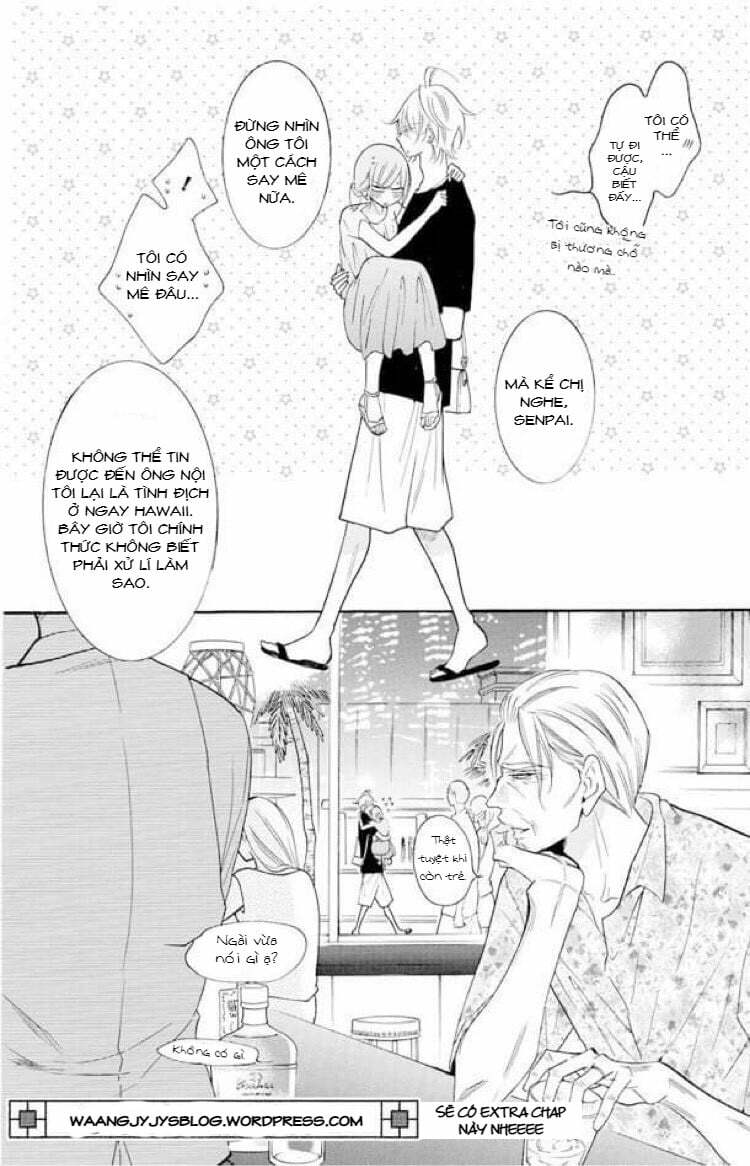 TÔI CÓ
THỂ
...
TỰ ĐI
ĐƯỢC,
CẬU
BIẾT
ĐẤY...
Tôi cũng không
bị thương chỗ
nào mà.
ĐỪNG NHÌN
ÔNG TÔI
MỘT CÁCH
SAY MÊ
NỮA.
!
TÔI CÓ
NHÌN SAY
MÊ ĐÂU...
MÀ KỂ CHỊ
NGHE,
SENPAI.
KHÔNG THỂ TIN
ĐƯỢC ĐẾN ÔNG NỘI
TÔI LẠI LÀ TÌNH ĐỊCH
Ở NGAY HAWAII.
BÂY GIỜ TÔI CHÍNH
THỨC KHÔNG BIẾT
PHẢI XỬ LÍ LÀM
SAO.
Thật
tuyệt khi
còn trẻ
Ngài vừa
nói gì ạ?
Không có gì
WAANGJYJYSBLOG.WORDPRESS.COM
SẼ CÓ EXTRA CHAP
NÀY NHEEEE